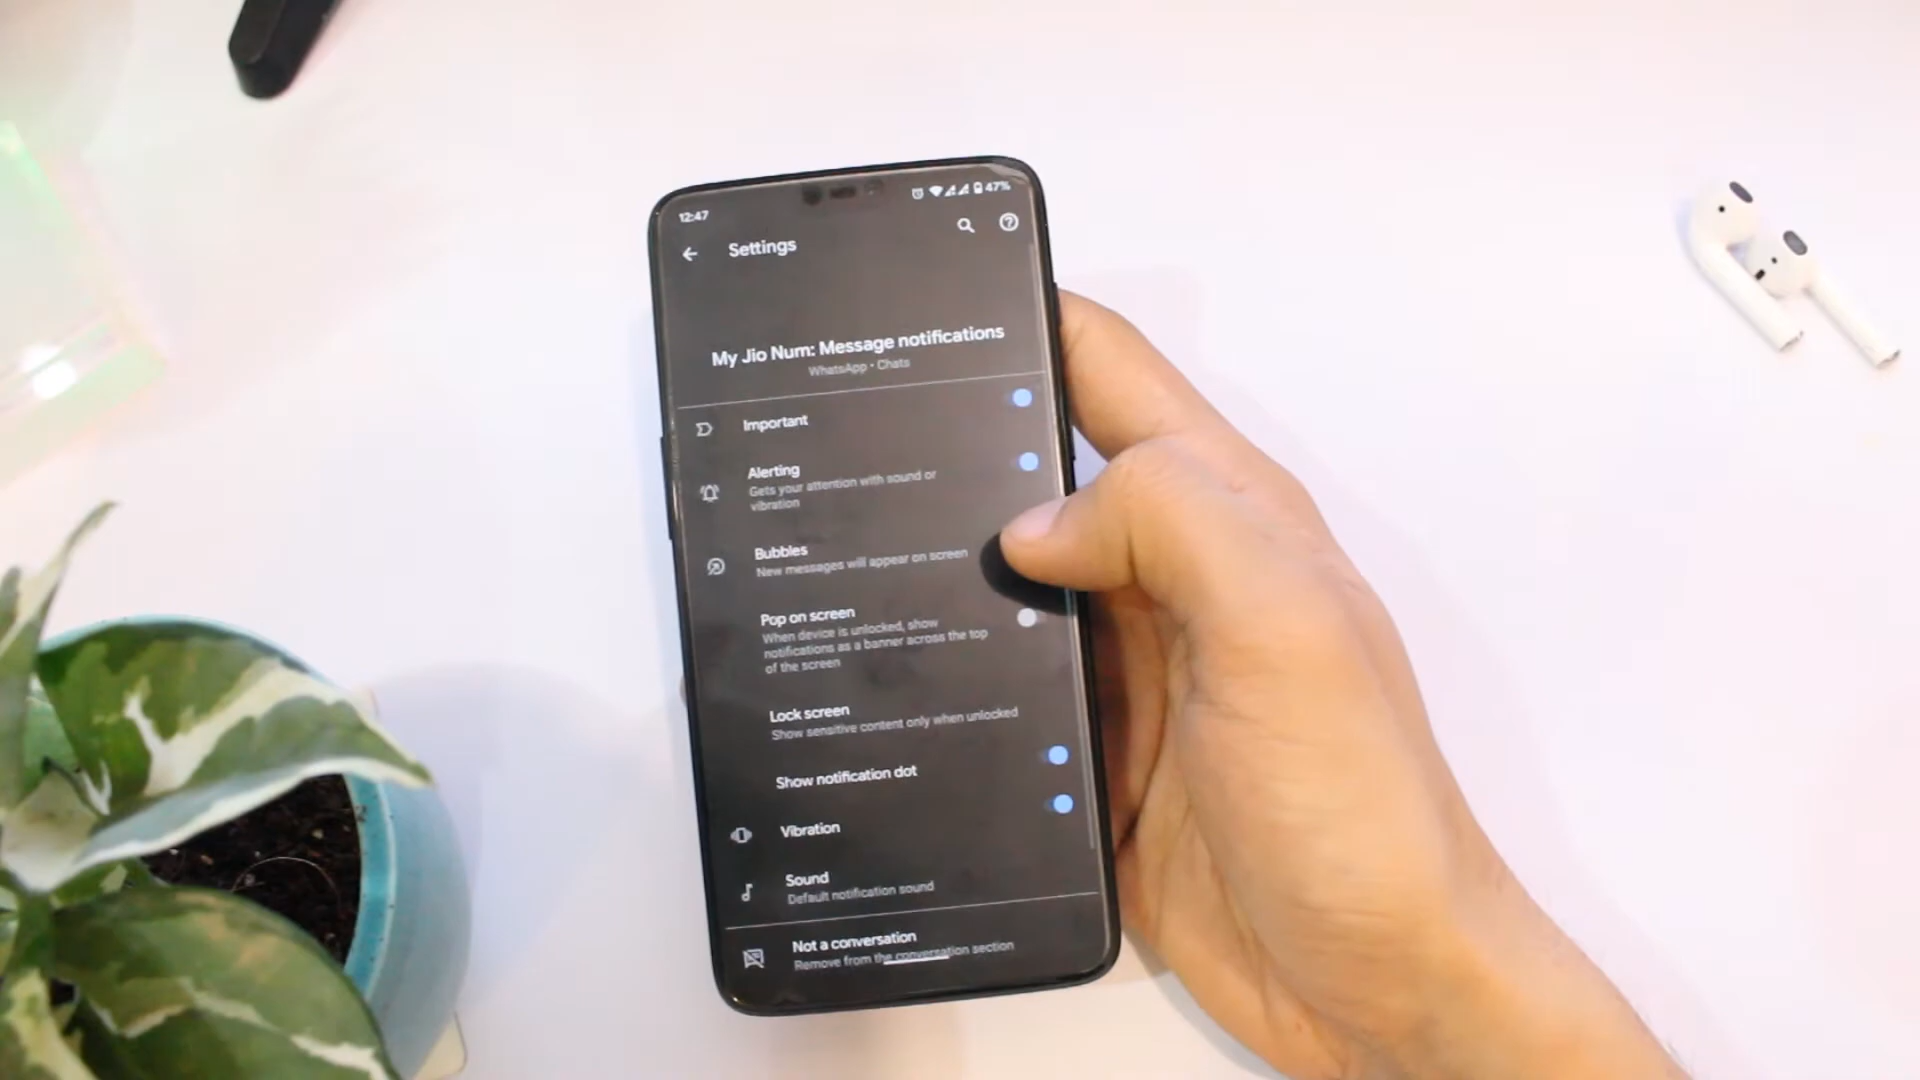 12:47
47%
Settings
My Jio Num: Message notifications
WhatsApp • Chats
Important
Alerting
Gets your attention with sound or
vibration
Bubbles
New messages will appear on screen
Pop on screen
When device is unlocked, show
notifications as a banner across the top
of the screen
Lock screen
Show sensitive content only when unlocked
Show notification dot
Vibration
Sound
Default notification sound
Not a conversation
Remove from the conversation section